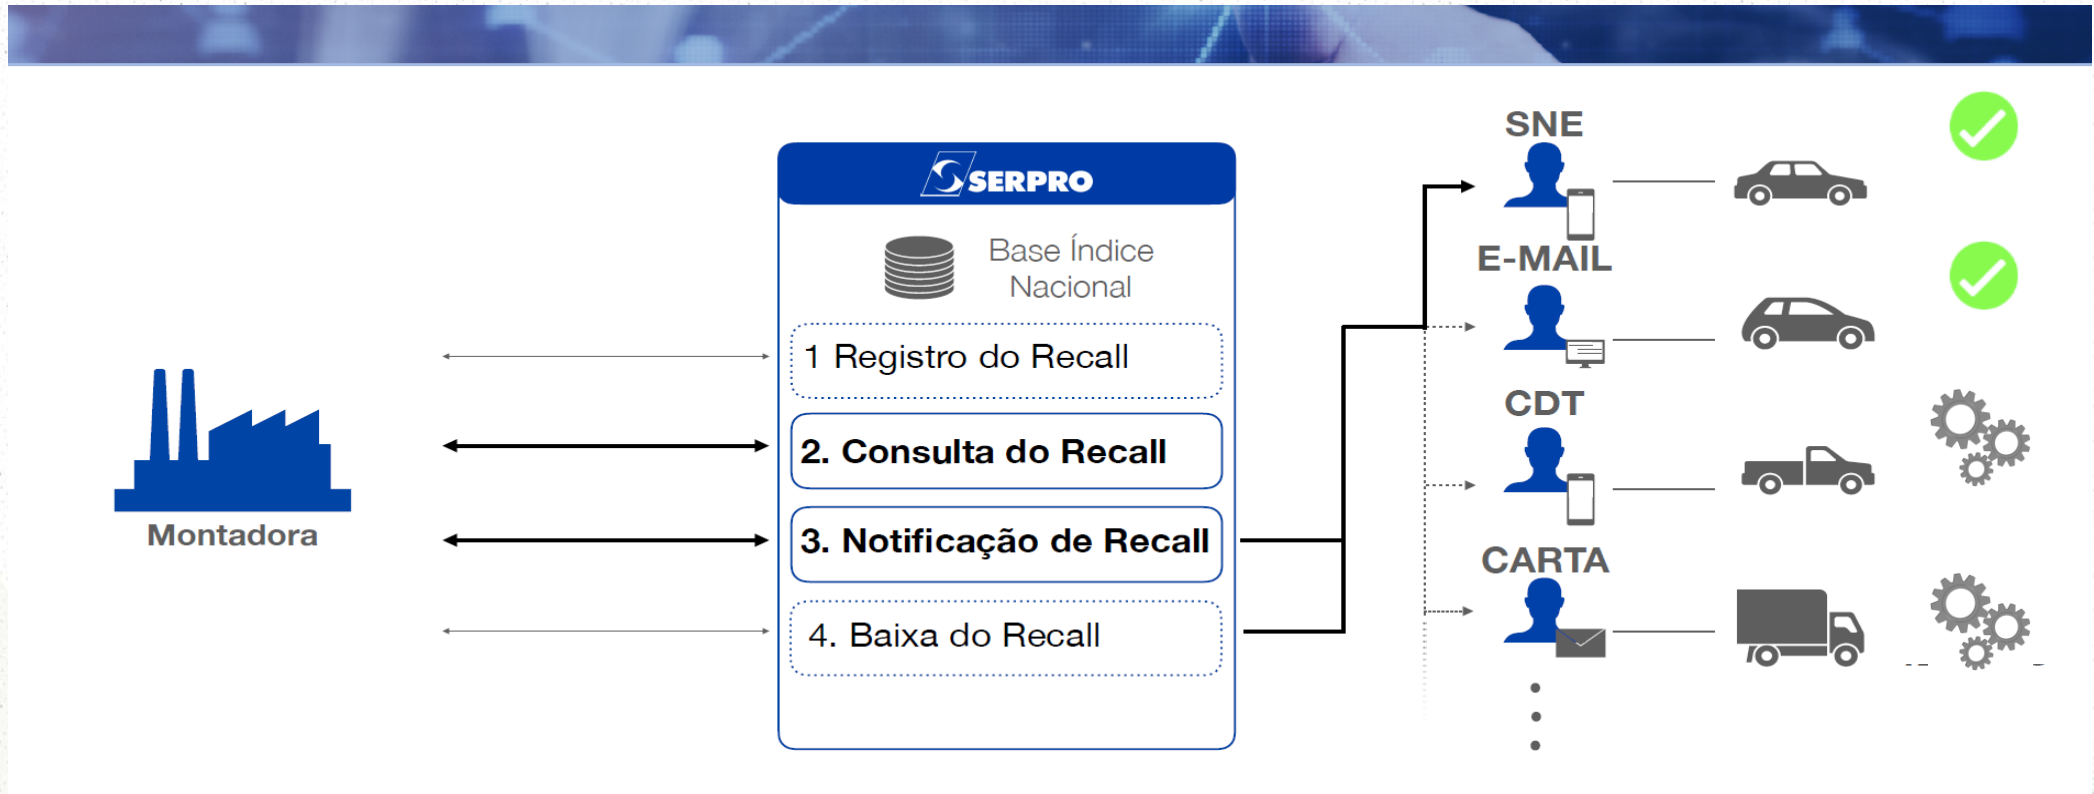 SERPRO
Base Índice
Nacional
1 Registro do Recall
2. Consulta do Recall
3. Notificação de Recall
4. Baixa do Recall
Montadora
SNE
E-MAIL
CDT
CARTA